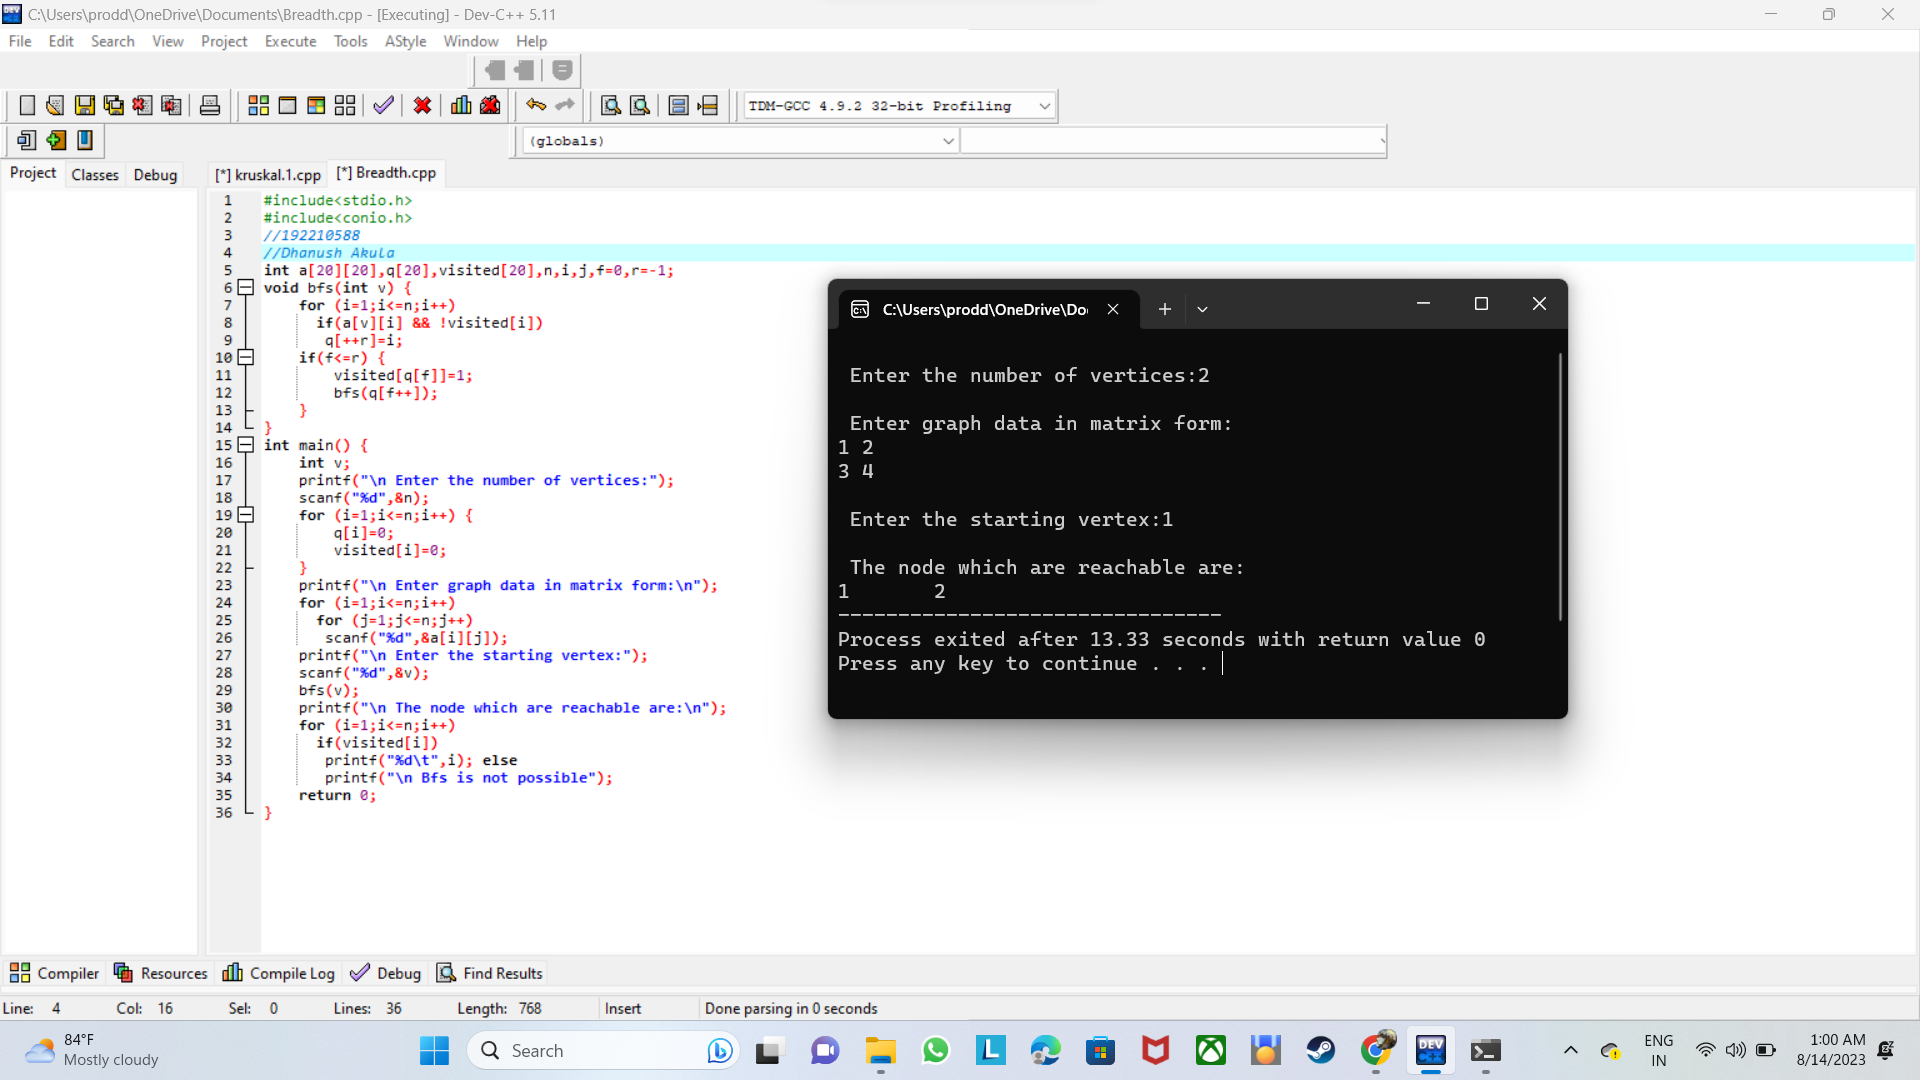 C:\Users\prodd\OneDrive\Documents\Breadth.cpp - [Executing] - Dev-C++ 5.11
File Edit Search View Project Execute Tools AStyle Window Help
TDM-GCC 4.9.2 32-bit Profiling
(globals)
Project Classes Debug
[*] kruskal.1.cpp [*] Breadth.cpp
1 #include<stdio.h>
2 #include<conio.h>
3 //192210588
4 //Dhanush Akula
5 int a[20][20],q[20],visited[20],n,i,j,f=0,r=-1;
6 void bfs(int v) {
7 for (i=1;i<=n;i++)
8 if(a[v][i] && !visited[i])
9 q[++r]=i;
10 if(f<=r) {
11 visited[q[f]]=1;
12 bfs(q[f++]);
13 }
14 }
15 int main() {
16 int v;
17 printf("\n Enter the number of vertices:");
18 scanf("%d",&n);
19 for (i=1;i<=n;i++) {
20 q[i]=0;
21 visited[i]=0;
22 }
23 printf("\n Enter graph data in matrix form:\n");
24 for (i=1;i<=n;i++)
25 for (j=1;j<=n;j++)
26 scanf("%d",&a[i][j]);
27 printf("\n Enter the starting vertex:");
28 scanf("%d",&v);
29 bfs(v);
30 printf("\n The node which are reachable are:\n");
31 for (i=1;i<=n;i++)
32 if(visited[i])
33 printf("%d\t",i); else
34 printf("\n Bfs is not possible");
35 return 0;
36 }
C:\Users\prodd\OneDrive\Do
Enter the number of vertices:2
Enter graph data in matrix form:
1 2
3 4
Enter the starting vertex:1
The node which are reachable are:
1 2
--------------------------------
Process exited after 13.33 seconds with return value 0
Press any key to continue . . .
Compiler Resources Compile Log Debug Find Results
Line: 4 Col: 16 Sel: 0 Lines: 36 Length: 768 Insert Done parsing in 0 seconds
84°F
Mostly cloudy
Search
DEV
ENG
IN
1:00 AM
8/14/2023